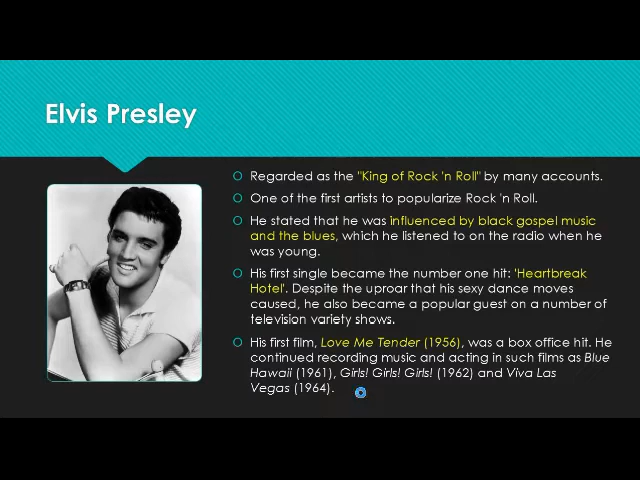 Elvis Presley
Regarded as the "King of Rock 'n Roll" by many accounts.
One of the first artists to popularize Rock 'n Roll.
He stated that he was influenced by black gospel music
and the blues, which he listened to on the radio when he
was young.
His first single became the number one hit: 'Heartbreak
Hotel'. Despite the uproar that his sexy dance moves
caused, he also became a popular guest on a number of
television variety shows.
His first film, Love Me Tender (1956), was a box office hit. He
continued recording music and acting in such films as Blue
Hawaii (1961), Girls! Girls! Girls! (1962) and Viva Las
Vegas (1964).